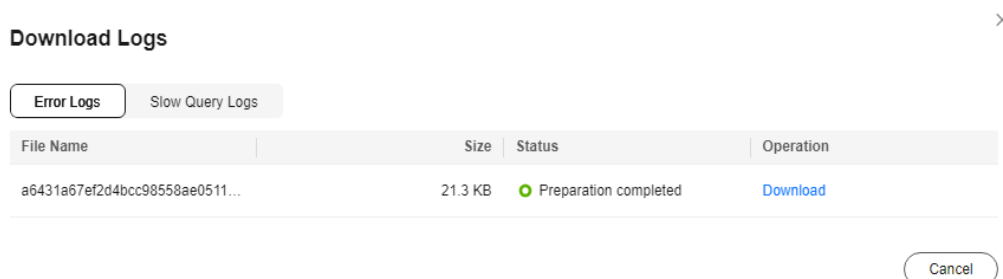 Download Logs
Error Logs Slow Query Logs
File Name Size Status Operation
a6431a67ef2d4bcc98558ae0511... 21.3 KB Preparation completed Download
Cancel